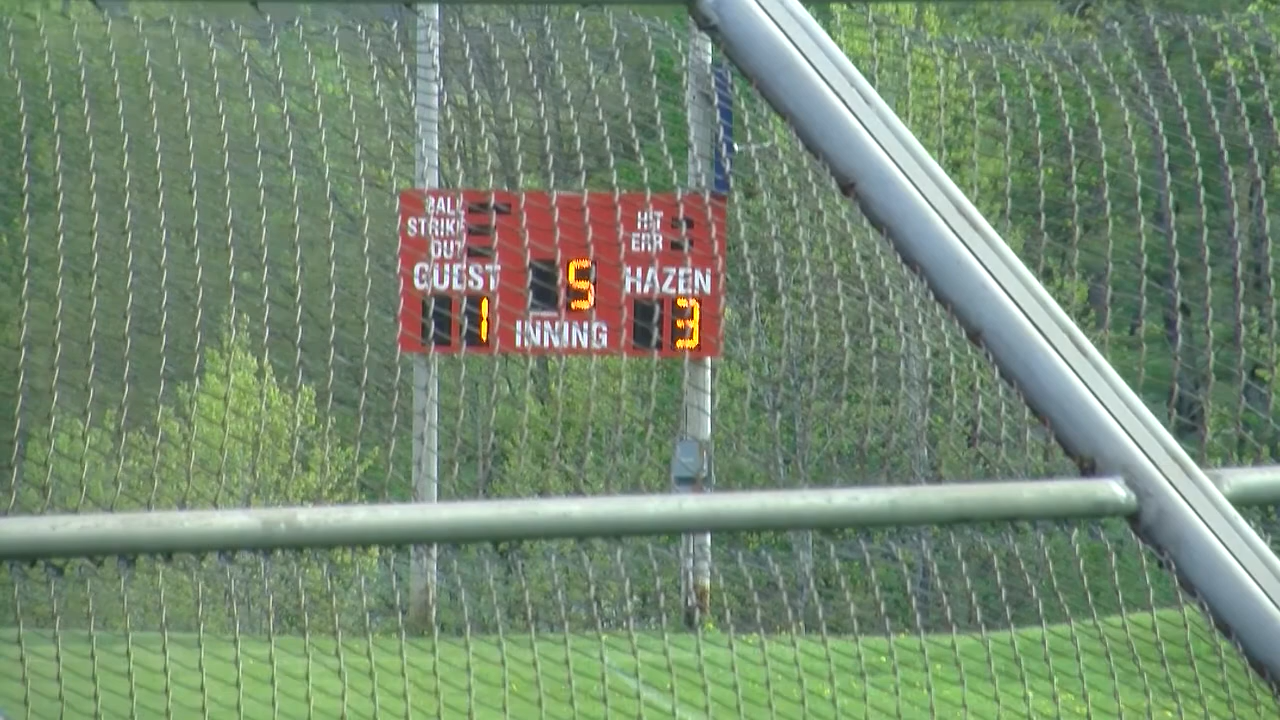 BALL
STRIKE
OUT
HIT
ERR
GUEST 5 HAZEN
1 INNING 3